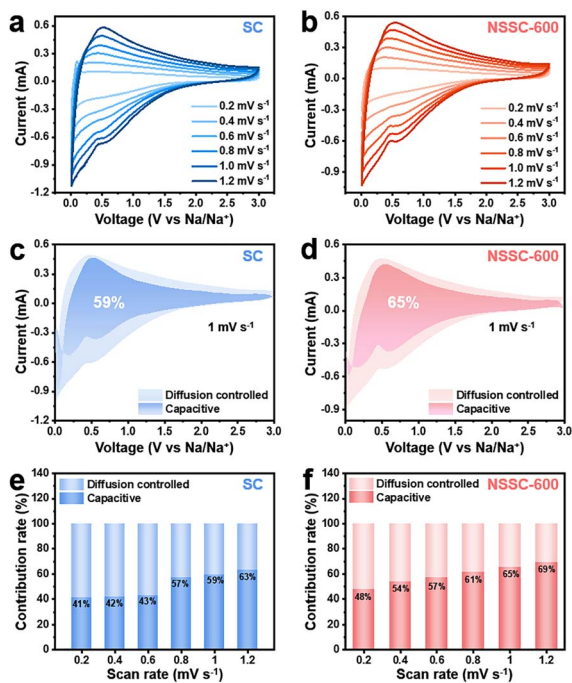 a
SC
Current (mA)
0.6
0.3
0.0
-0.3
-0.6
-0.9
-1.2
0.2 mV s⁻¹
0.4 mV s⁻¹
0.6 mV s⁻¹
0.8 mV s⁻¹
1.0 mV s⁻¹
1.2 mV s⁻¹
0.0 0.5 1.0 1.5 2.0 2.5 3.0
Voltage (V vs Na/Na⁺)
b
NSSC-600
Current (mA)
0.6
0.3
0.0
-0.3
-0.6
-0.9
0.2 mV s⁻¹
0.4 mV s⁻¹
0.6 mV s⁻¹
0.8 mV s⁻¹
1.0 mV s⁻¹
1.2 mV s⁻¹
0.0 0.5 1.0 1.5 2.0 2.5 3.0
Voltage (V vs Na/Na⁺)
c
SC
Current (mA)
0.6
0.3
0.0
-0.3
-0.6
-0.9
-1.2
59%
1 mV s⁻¹
Diffusion controlled
Capacitive
0.0 0.5 1.0 1.5 2.0 2.5 3.0
Voltage (V vs Na/Na⁺)
d
NSSC-600
Current (mA)
0.6
0.3
0.0
-0.3
-0.6
-0.9
65%
1 mV s⁻¹
Diffusion controlled
Capacitive
0.0 0.5 1.0 1.5 2.0 2.5 3.0
Voltage (V vs Na/Na⁺)
e
SC
Contribution rate (%)
140
120
100
80
60
40
20
0
Diffusion controlled
Capacitive
41% 42% 43% 57% 59% 63%
0.2 0.4 0.6 0.8 1 1.2
Scan rate (mV s⁻¹)
f
NSSC-600
Contribution rate (%)
140
120
100
80
60
40
20
0
Diffusion controlled
Capacitive
48% 54% 57% 61% 65% 69%
0.2 0.4 0.6 0.8 1 1.2
Scan rate (mV s⁻¹)